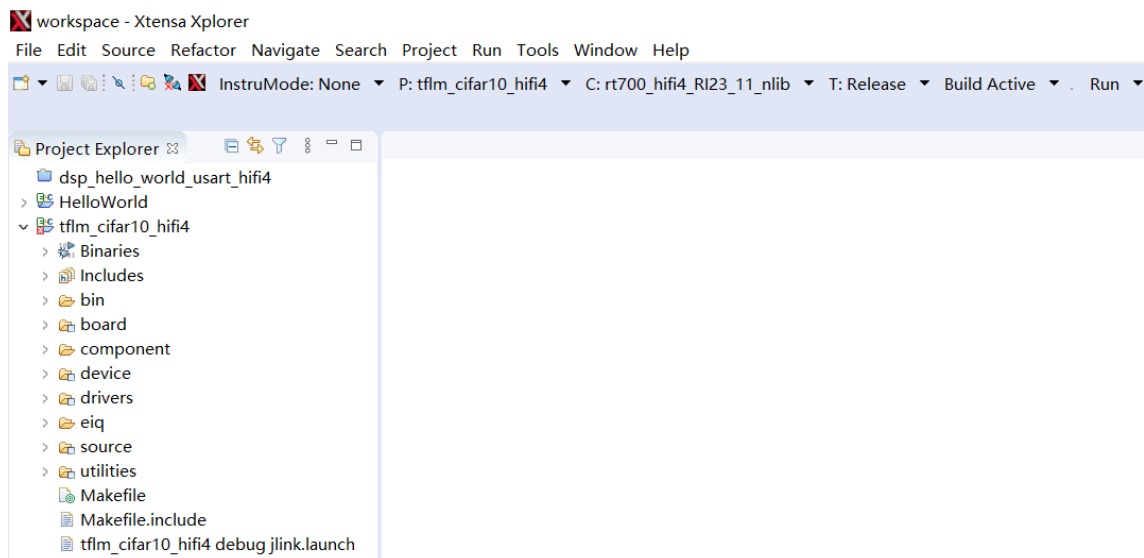 workspace - Xtensa Xplorer
File Edit Source Refactor Navigate Search Project Run Tools Window Help
InstruMode: None P: tflm_cifar10_hifi4 C: rt700_hifi4_RI23_11_nlib T: Release Build Active . Run
Project Explorer
dsp_hello_world_usart_hifi4
HelloWorld
tflm_cifar10_hifi4
Binaries
Includes
bin
board
component
device
drivers
eiq
source
utilities
Makefile
Makefile.include
tflm_cifar10_hifi4 debug jlink.launch